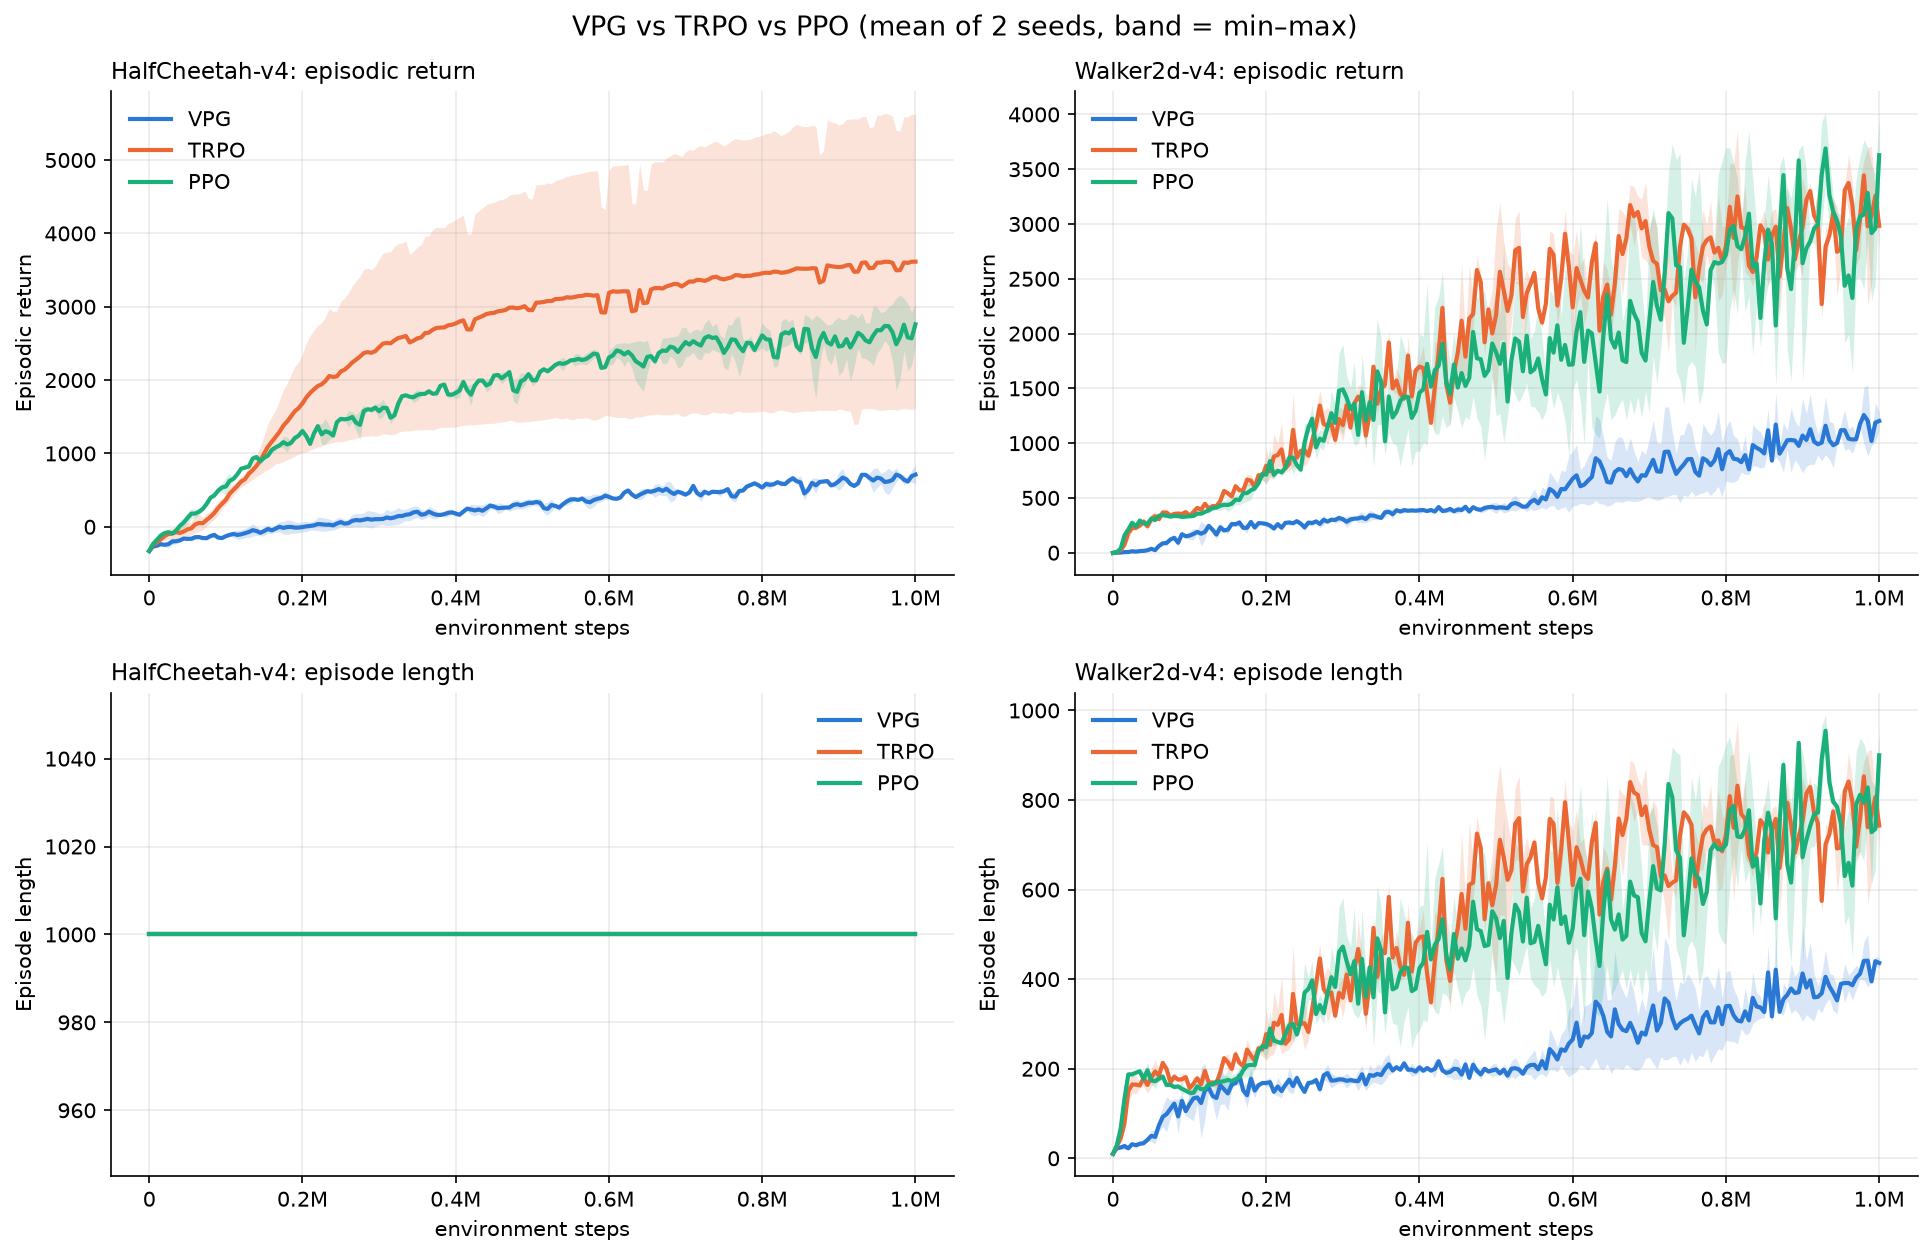 VPG vs TRPO vs PPO (mean of 2 seeds, band = min–max)
HalfCheetah-v4: episodic return
VPG
TRPO
PPO
5000
4000
3000
2000
1000
0
Episodic return
0
0.2M
0.4M
0.6M
0.8M
1.0M
environment steps
Walker2d-v4: episodic return
VPG
TRPO
PPO
4000
3500
3000
2500
2000
1500
1000
500
0
Episodic return
0
0.2M
0.4M
0.6M
0.8M
1.0M
environment steps
HalfCheetah-v4: episode length
VPG
TRPO
PPO
1040
1020
1000
980
960
Episode length
0
0.2M
0.4M
0.6M
0.8M
1.0M
environment steps
Walker2d-v4: episode length
VPG
TRPO
PPO
1000
800
600
400
200
0
Episode length
0
0.2M
0.4M
0.6M
0.8M
1.0M
environment steps